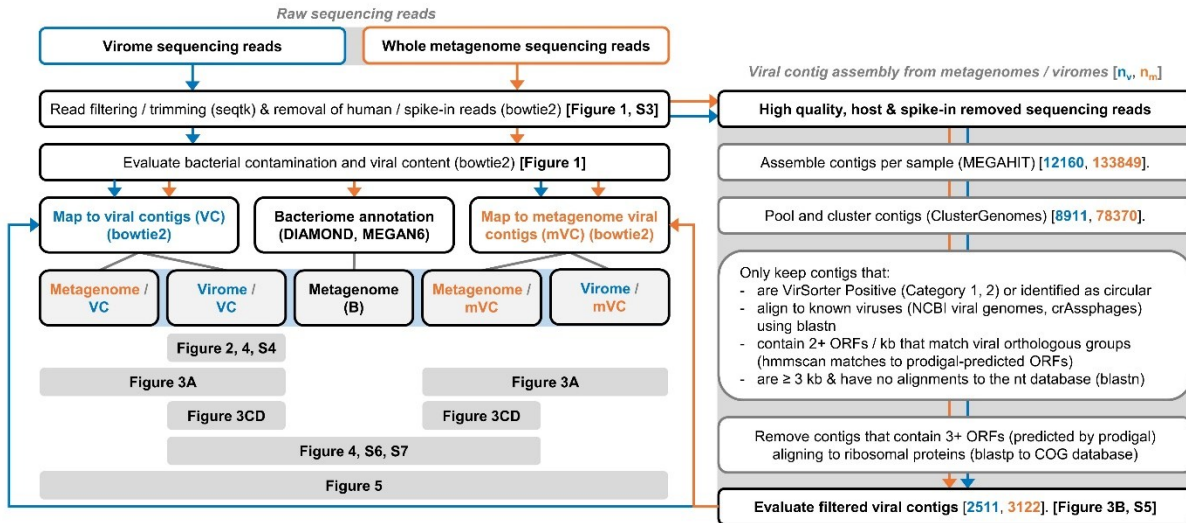 Raw sequencing reads
Virome sequencing reads
Whole metagenome sequencing reads
Read filtering / trimming (seqtk) & removal of human / spike-in reads (bowtie2) [Figure 1, S3]
Evaluate bacterial contamination and viral content (bowtie2) [Figure 1]
Map to viral contigs (VC)
(bowtie2)
Bacteriome annotation
(DIAMOND, MEGAN6)
Map to metagenome viral
contigs (mVC) (bowtie2)
Metagenome /
VC
Virome /
VC
Metagenome
(B)
Metagenome /
mVC
Virome /
mVC
Figure 2, 4, S4
Figure 3A
Figure 3A
Figure 3CD
Figure 3CD
Figure 4, S6, S7
Figure 5
Viral contig assembly from metagenomes / viromes [nv, nm]
High quality, host & spike-in removed sequencing reads
Assemble contigs per sample (MEGAHIT) [12160, 133849].
Pool and cluster contigs (ClusterGenomes) [8911, 78370].
Only keep contigs that:
- are VirSorter Positive (Category 1, 2) or identified as circular
- align to known viruses (NCBI viral genomes, crAssphages)
using blastn
- contain 2+ ORFs / kb that match viral orthologous groups
(hmmscan matches to prodigal-predicted ORFs)
- are ≥ 3 kb & have no alignments to the nt database (blastn)
Remove contigs that contain 3+ ORFs (predicted by prodigal)
aligning to ribosomal proteins (blastp to COG database)
Evaluate filtered viral contigs [2511, 3122]. [Figure 3B, S5]